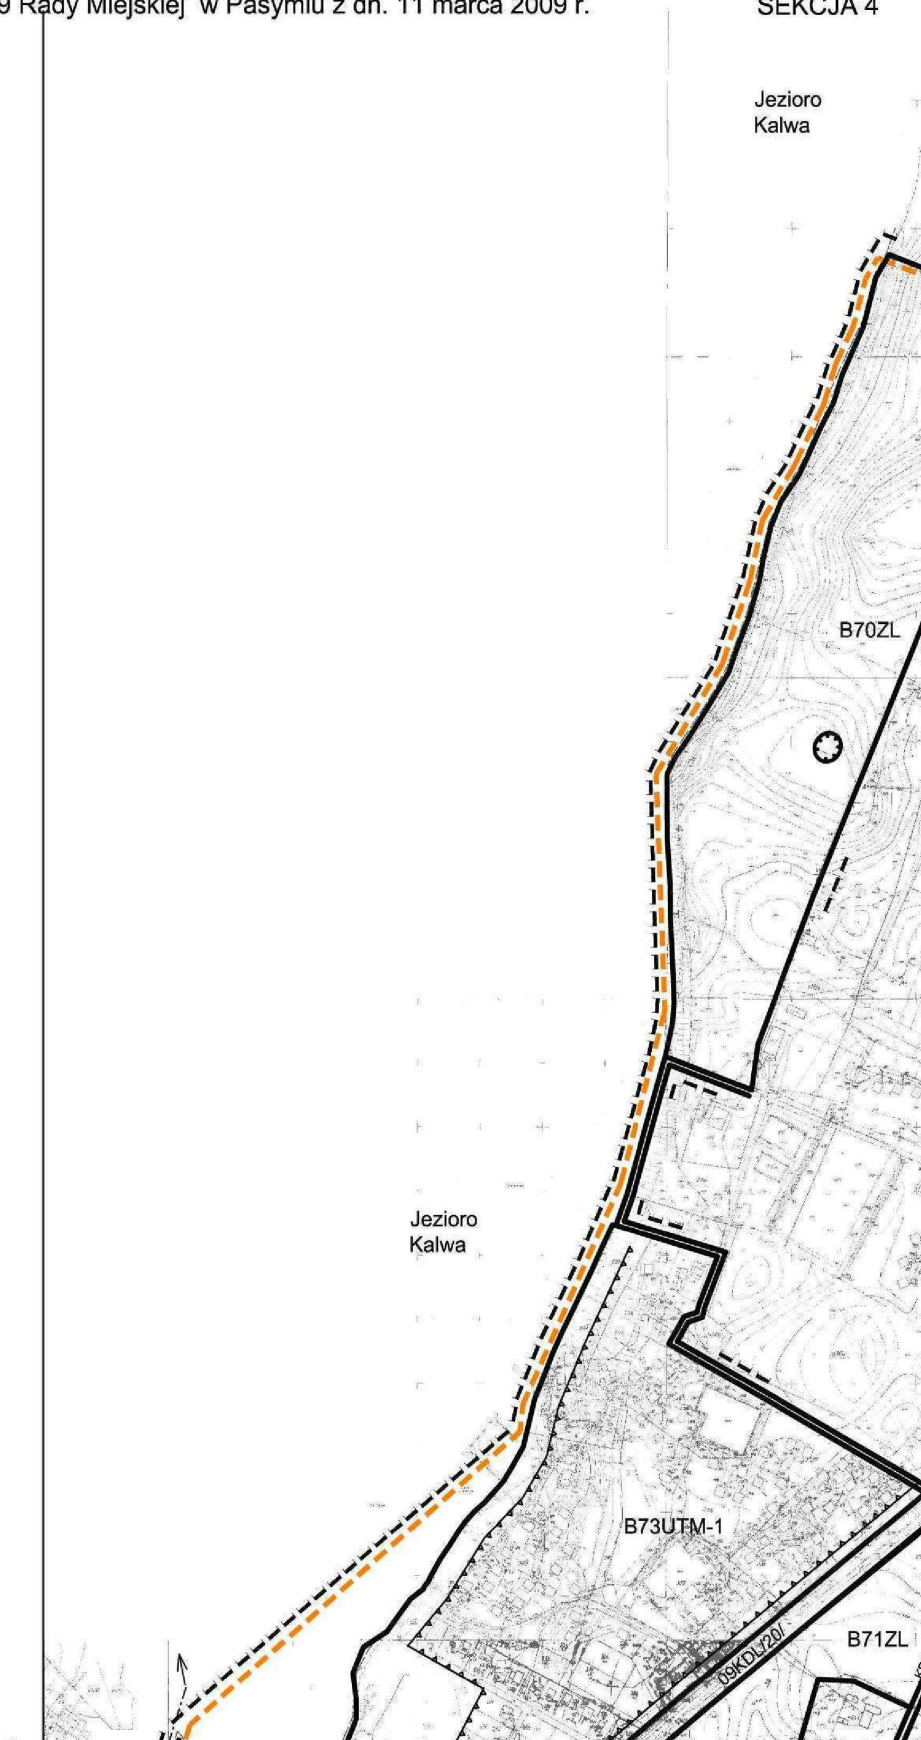 9 Rady Miejskiej w Pasymiu z dn. 11 marca 2009 r. SEKCJA 4
Jezioro
Kalwa
B70ZL
Jezioro
Kalwa
B73UTM-1
B71ZL
09KDL/20/